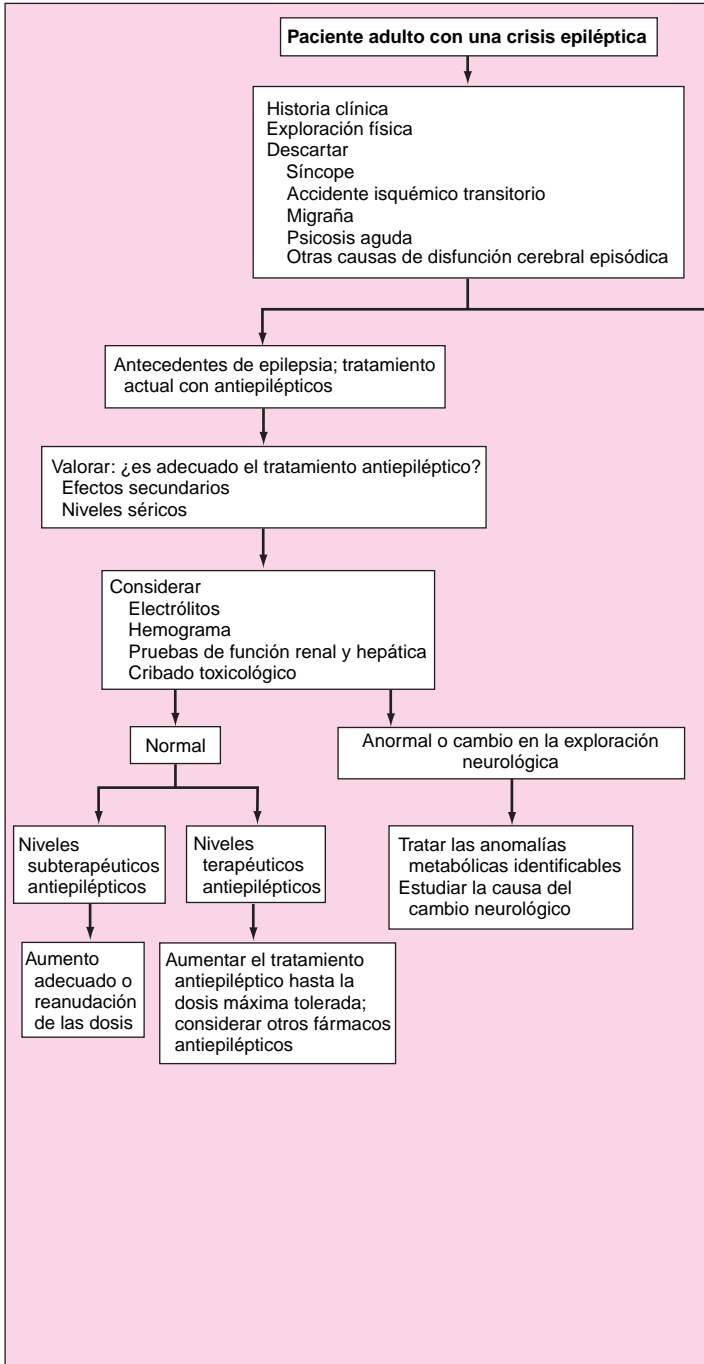 Paciente adulto con una crisis epiléptica
Historia clínica
Exploración física
Descartar
Síncope
Accidente isquémico transitorio
Migraña
Psicosis aguda
Otras causas de disfunción cerebral episódica
Antecedentes de epilepsia; tratamiento
actual con antiepilépticos
Valorar: ¿es adecuado el tratamiento antiepiléptico?
Efectos secundarios
Niveles séricos
Considerar
Electrólitos
Hemograma
Pruebas de función renal y hepática
Cribado toxicológico
Normal
Anormal o cambio en la exploración
neurológica
Niveles
subterapéuticos
antiepilépticos
Niveles
terapéuticos
antiepilépticos
Tratar las anomalías
metabólicas identificables
Estudiar la causa del
cambio neurológico
Aumento
adecuado o
reanudación
de las dosis
Aumentar el tratamiento
antiepiléptico hasta la
dosis máxima tolerada;
considerar otros fármacos
antiepilépticos